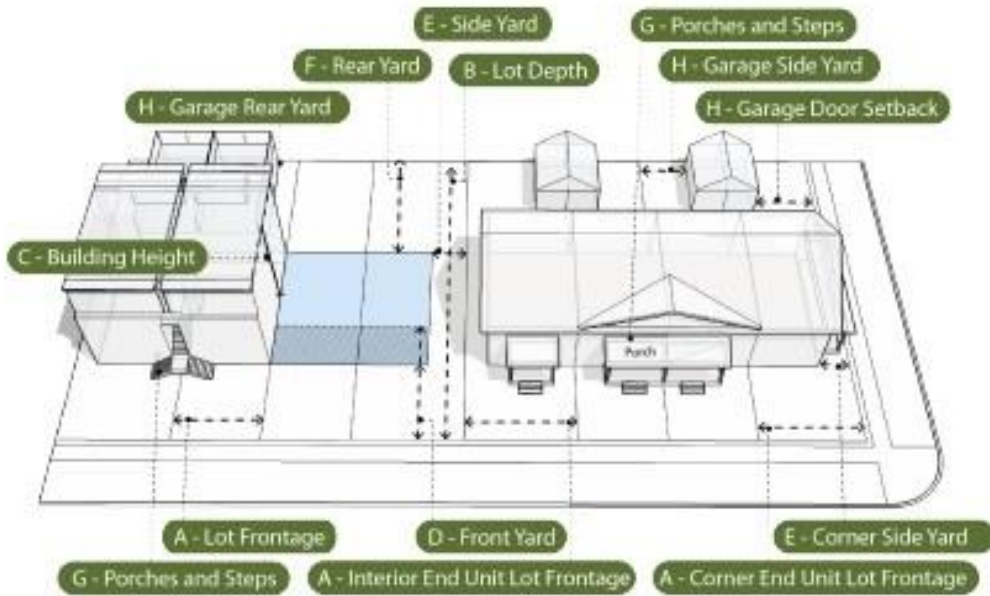 E - Side Yard
G - Porches and Steps
F - Rear Yard
B - Lot Depth
H - Garage Side Yard
H - Garage Rear Yard
H - Garage Door Setback
C - Building Height
Porch
A - Lot Frontage
D - Front Yard
E - Corner Side Yard
G - Porches and Steps
A - Interior End Unit Lot Frontage
A - Corner End Unit Lot Frontage